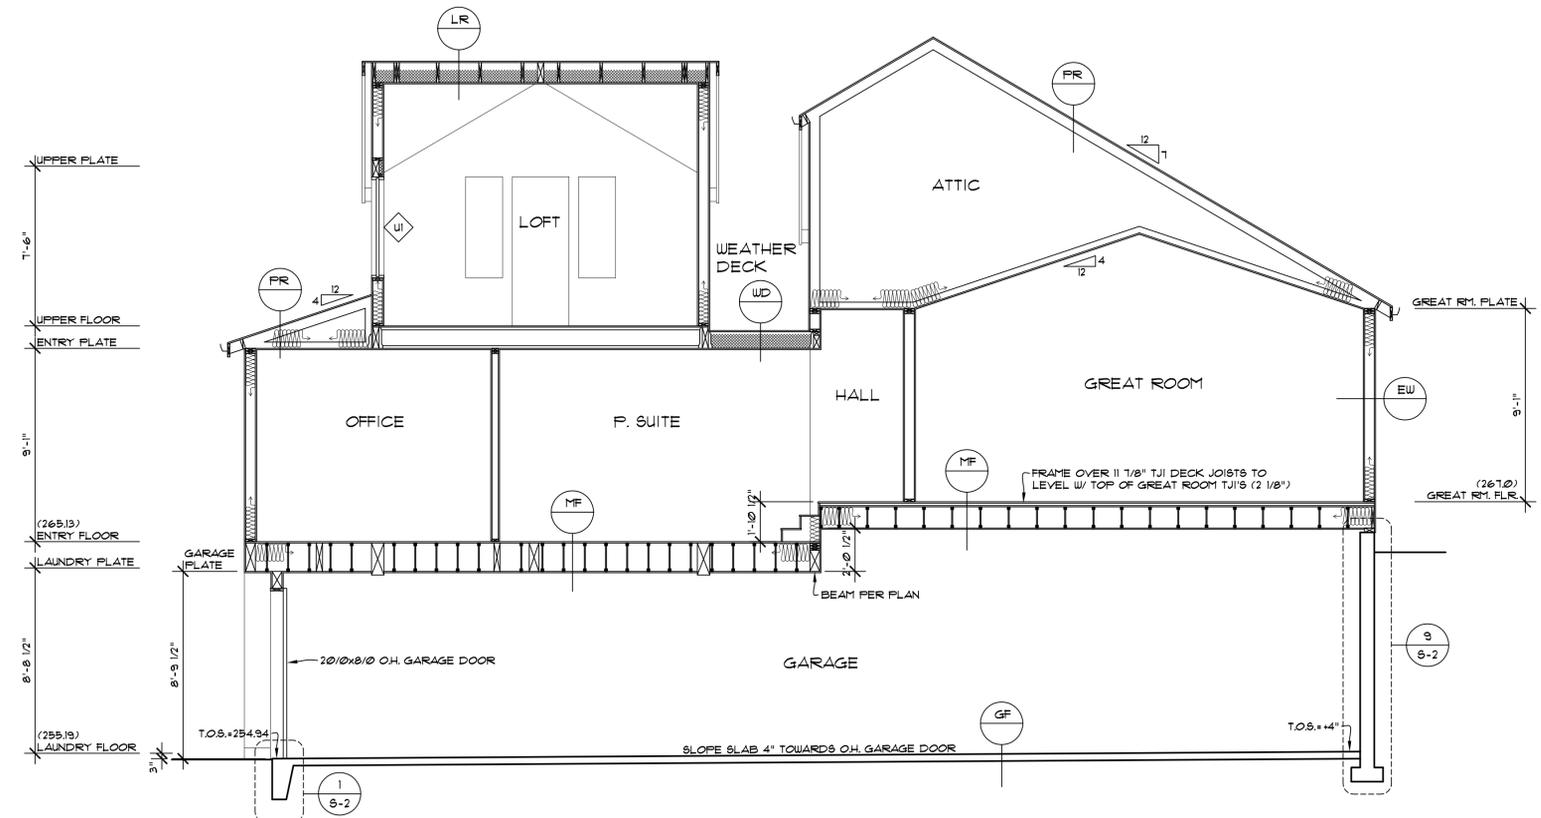 LR
PR
12
7
UPPER PLATE
ATTIC
7'-6"
U1
LOFT
WEATHER
DECK
4
12
PR
12
4
WD
GREAT RM. PLATE
UPPER FLOOR
ENTRY PLATE
GREAT ROOM
HALL
EW
9'-1"
OFFICE
P. SUITE
9'-1"
MF
FRAME OVER 11 7/8" TJI DECK JOISTS TO
LEVEL W/ TOP OF GREAT ROOM TJI'S (2 1/8")
(267.0)
GREAT RM. FLR.
MF
1'-10 1/2"
(265.13)
ENTRY FLOOR
2'-0 1/2"
GARAGE
PLATE
LAUNDRY PLATE
BEAM PER PLAN
9
S-2
8'-8 1/2"
8'-9 1/2"
20/0x8/0 O.H. GARAGE DOOR
GARAGE
GF
T.O.S.=254.94
T.O.S.= +4"
(255.19)
LAUNDRY FLOOR
SLOPE SLAB 4" TOWARDS O.H. GARAGE DOOR
3"
1
S-2